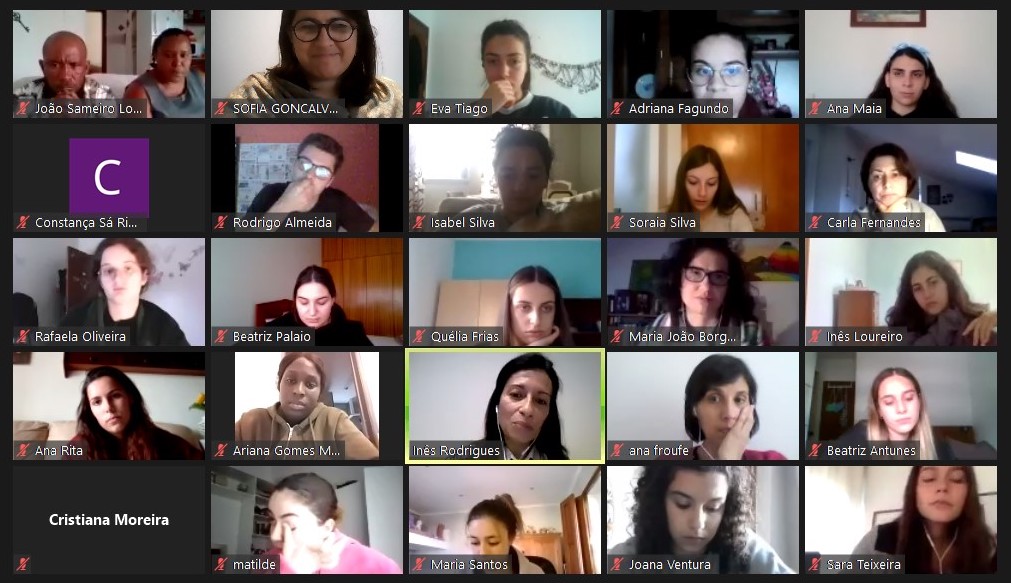 João Sameiro Lo...
SOFIA GONCALV...
Eva Tiago
Adriana Fagundo
Ana Maia
C
Constança Sá Ri...
Rodrigo Almeida
Isabel Silva
Soraia Silva
Carla Fernandes
Rafaela Oliveira
Beatriz Palaio
Quélia Frias
Maria João Borg...
Inês Loureiro
Ana Rita
Ariana Gomes M...
Inês Rodrigues
ana froufe
Beatriz Antunes
Cristiana Moreira
matilde
Maria Santos
Joana Ventura
Sara Teixeira